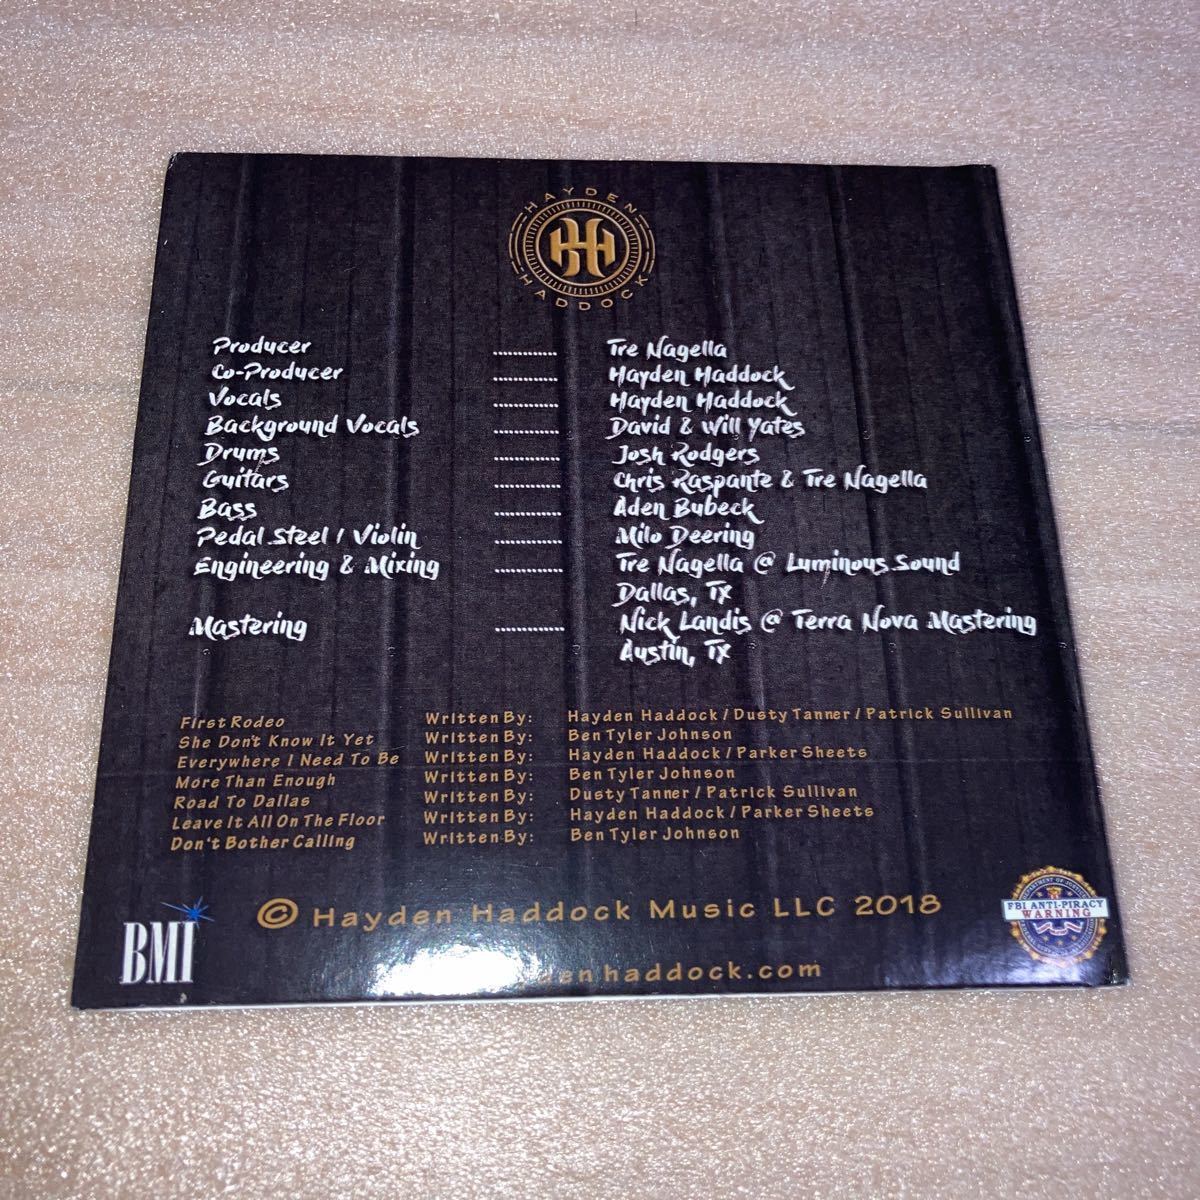 HAYDEN
HH
HADDOCK
Producer ............... Tre Nagella
Co-Producer ............... Hayden Haddock
Vocals ............... Hayden Haddock
Background Vocals ............... David & Will Yates
Drums ............... Josh Rodgers
Guitars ............... Chris Raspante & Tre Nagella
Bass ............... Aden Bubeck
Pedal Steel / Violin ............... Milo Deering
Engineering & Mixing ............... Tre Nagella @ Luminous Sound
Dallas, TX
Mastering ............... Nick Landis @ Terra Nova Mastering
Austin, TX
First Rodeo Written By: Hayden Haddock / Dusty Tanner / Patrick Sullivan
She Don't Know It Yet Written By: Ben Tyler Johnson
Everywhere I Need To Be Written By: Hayden Haddock / Parker Sheets
More Than Enough Written By: Ben Tyler Johnson
Road To Dallas Written By: Dusty Tanner / Patrick Sullivan
Leave It All On The Floor Written By: Hayden Haddock / Parker Sheets
Don't Bother Calling Written By: Ben Tyler Johnson
© Hayden Haddock Music LLC 2018
BMI
denhaddock.com
DEPARTMENT OF JUSTICE
FBI ANTI-PIRACY
WARNING